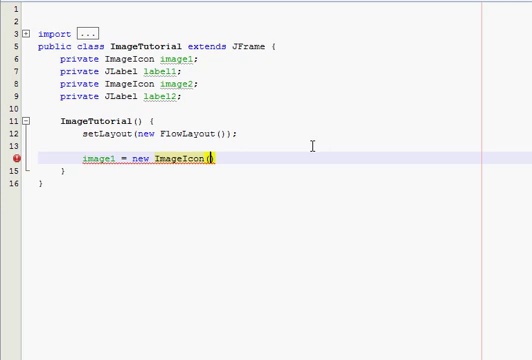 1
2
3 import ...
5 public class ImageTutorial extends JFrame {
6 private ImageIcon image1;
7 private JLabel label1;
8 private ImageIcon image2;
9 private JLabel label2;
10
11 ImageTutorial() {
12 setLayout(new FlowLayout());
13
image1 = new ImageIcon()
15 }
16 }